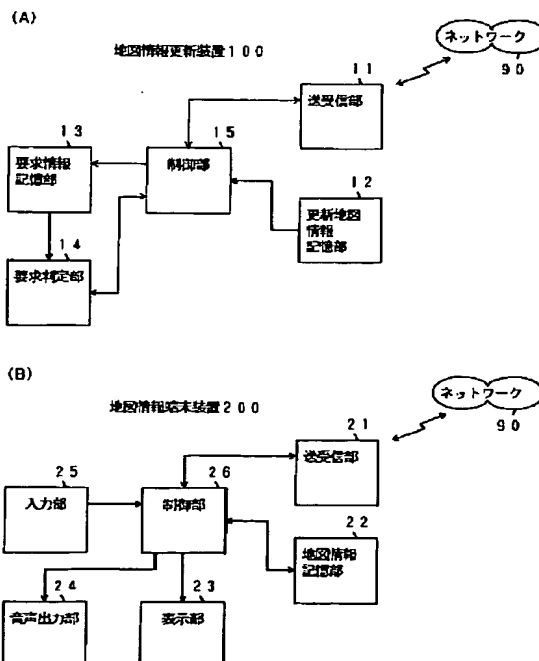 (A)
地図情報更新装置100
ネットワーク
90
11
送受信部
13
要求情報
記憶部
15
制御部
12
更新地図
情報
記憶部
14
要求判定部
(B)
地図情報端末装置200
ネットワーク
90
21
送受信部
25
入力部
26
制御部
22
地図情報
記憶部
24
音声出力部
23
表示部